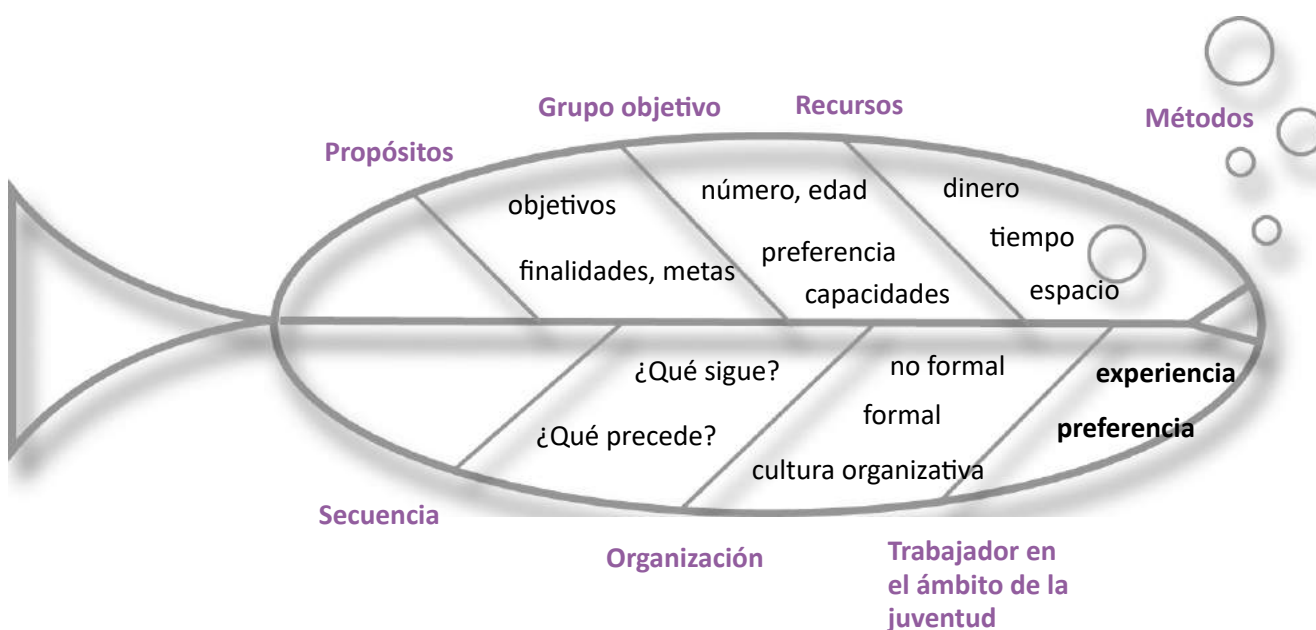 Propósitos
Grupo objetivo
Recursos
Métodos
objetivos
finalidades, metas
número, edad
preferencia
capacidades
dinero
tiempo
espacio
¿Qué sigue?
¿Qué precede?
no formal
formal
cultura organizativa
experiencia
preferencia
Secuencia
Organización
Trabajador en
el ámbito de la
juventud